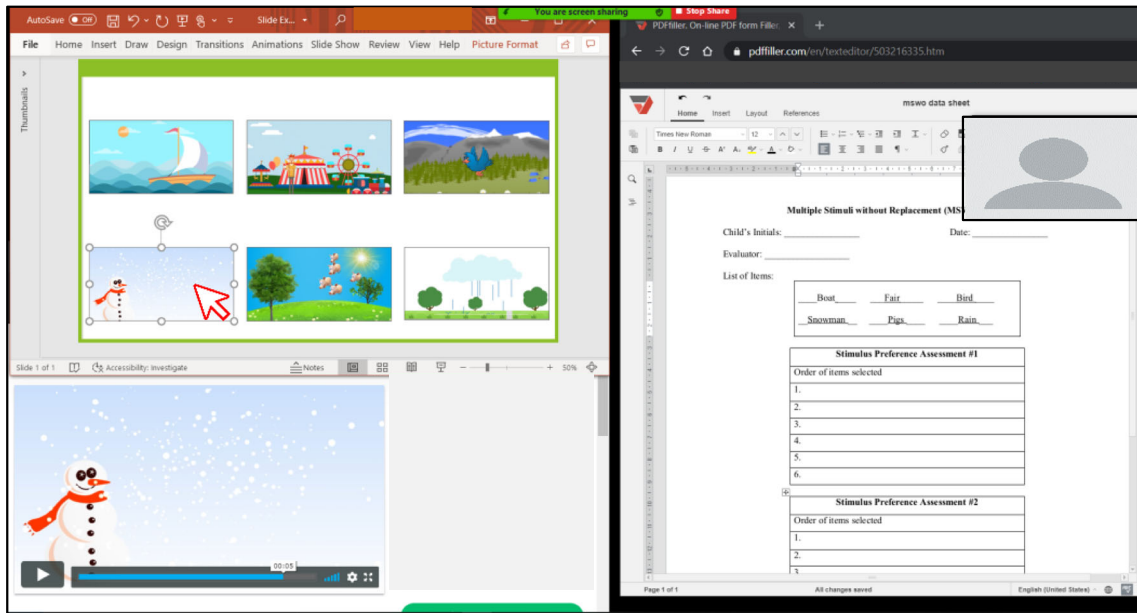 You are screen sharing Stop Share
AutoSave Off Slide Ex...
File Home Insert Draw Design Transitions Animations Slide Show Review View Help Picture Format
Thumbnails
Slide 1 of 1 Accessibility: Investigate Notes 50%
00:05
PDFfiller. On-line PDF form Filler,
pdffiller.com/en/texteditor/503216335.htm
mswo data sheet
Home Insert Layout References
Times New Roman 12
Multiple Stimuli without Replacement (MS
Child's Initials: Date:
Evaluator:
List of Items:
Boat Fair Bird
Snowman Pigs Rain
Stimulus Preference Assessment #1
Order of items selected
1.
2.
3.
4.
5.
6.
Stimulus Preference Assessment #2
Order of items selected
1.
2.
3.
Page 1 of 1 All changes saved English (United States)